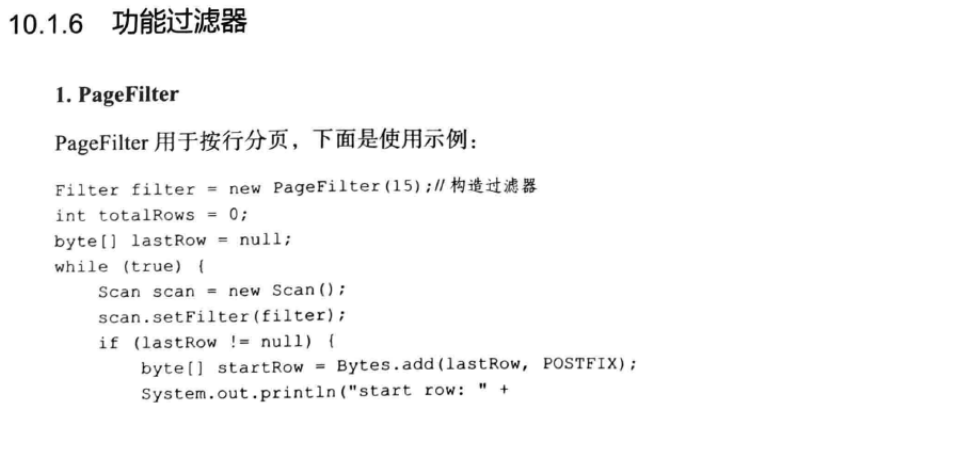 10.1.6 功能过滤器
1. PageFilter
PageFilter 用于按行分页，下面是使用示例：
Filter filter = new PageFilter(15);// 构造过滤器
int totalRows = 0;
byte[] lastRow = null;
while (true) {
    Scan scan = new Scan();
    scan.setFilter(filter);
    if (lastRow != null) {
        byte[] startRow = Bytes.add(lastRow, POSTFIX);
        System.out.println("start row: " +